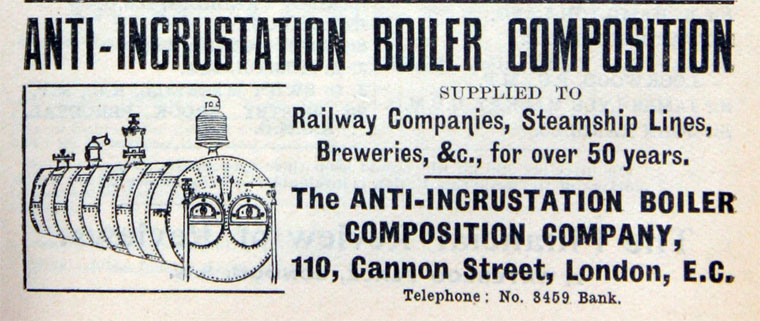 ANTI-INCRUSTATION BOILER COMPOSITION
SUPPLIED TO
Railway Companies, Steamship Lines,
Breweries, &c., for over 50 years.
The ANTI-INCRUSTATION BOILER
COMPOSITION COMPANY,
110, Cannon Street, London, E.C.
Telephone: No. 3459 Bank.